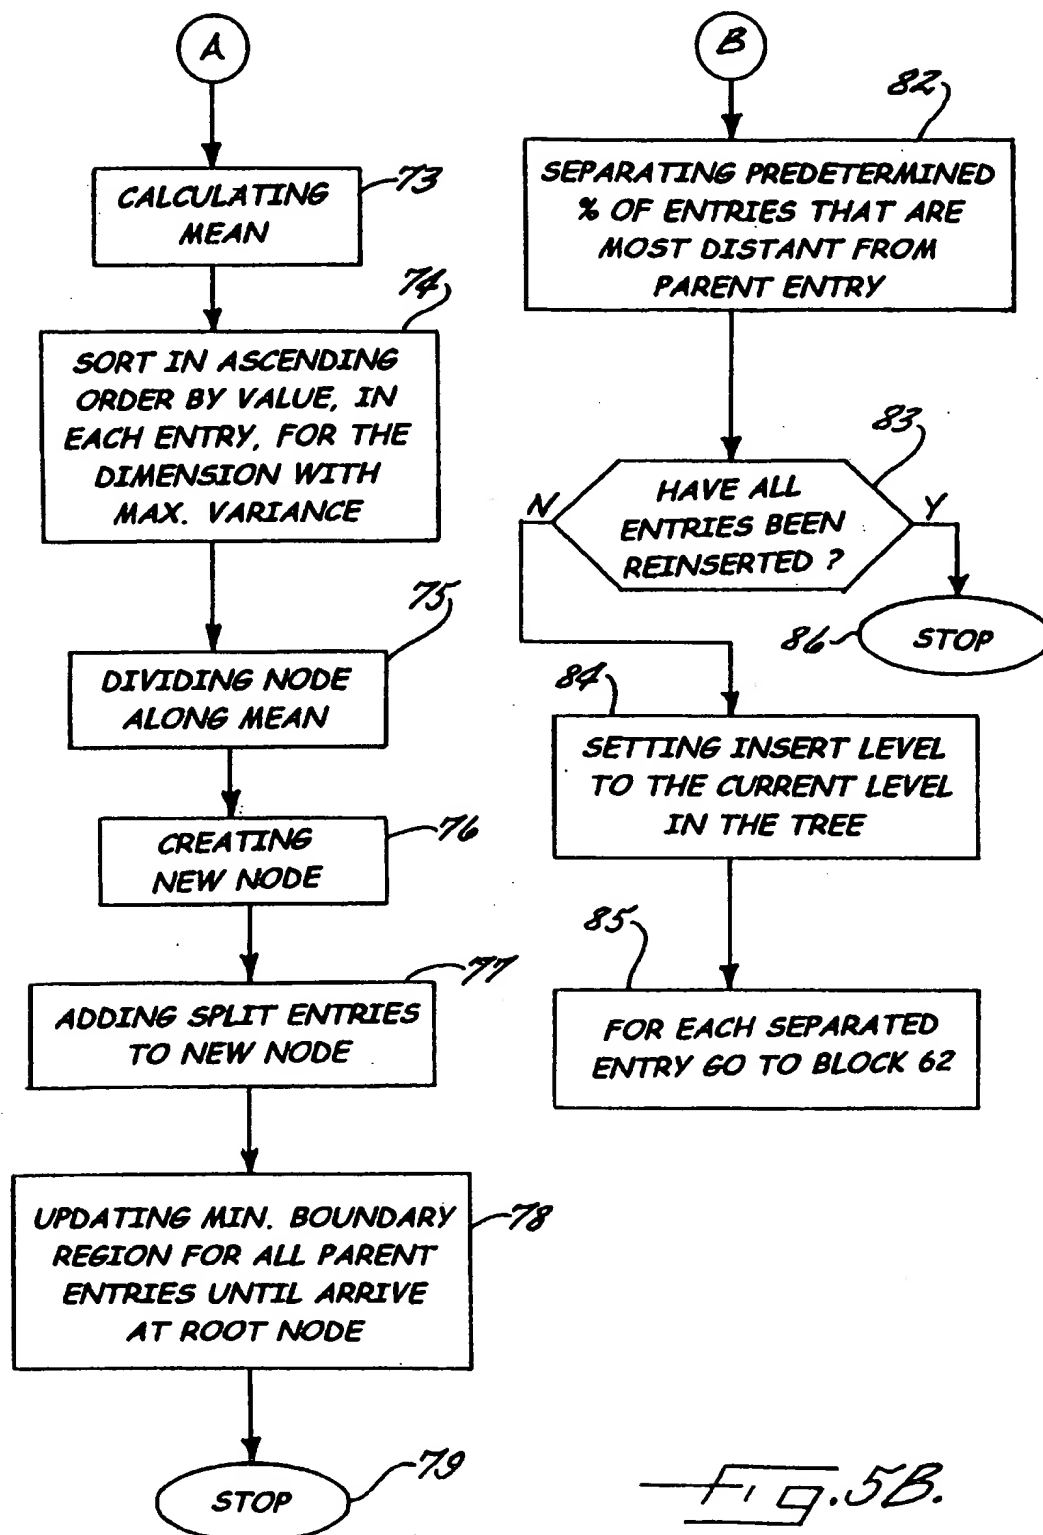 A
73
CALCULATING
MEAN
74
SORT IN ASCENDING
ORDER BY VALUE, IN
EACH ENTRY, FOR THE
DIMENSION WITH
MAX. VARIANCE
75
DIVIDING NODE
ALONG MEAN
76
CREATING
NEW NODE
77
ADDING SPLIT ENTRIES
TO NEW NODE
78
UPDATING MIN. BOUNDARY
REGION FOR ALL PARENT
ENTRIES UNTIL ARRIVE
AT ROOT NODE
79
STOP
B
82
SEPARATING PREDETERMINED
% OF ENTRIES THAT ARE
MOST DISTANT FROM
PARENT ENTRY
83
HAVE ALL
ENTRIES BEEN
REINSERTED ?
N
Y
86
STOP
84
SETTING INSERT LEVEL
TO THE CURRENT LEVEL
IN THE TREE
85
FOR EACH SEPARATED
ENTRY GO TO BLOCK 62
Fig. 5B.